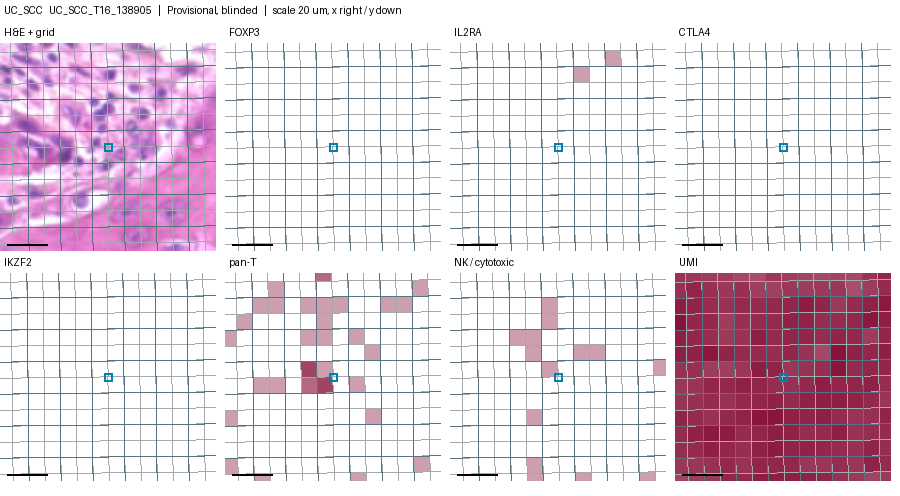 UC_SCC UC_SCC_T16_138905 | Provisional, blinded | scale 20 um, x right / y down
H&E + grid
FOXP3
IL2RA
CTLA4
IKZF2
pan-T
NK / cytotoxic
UMI